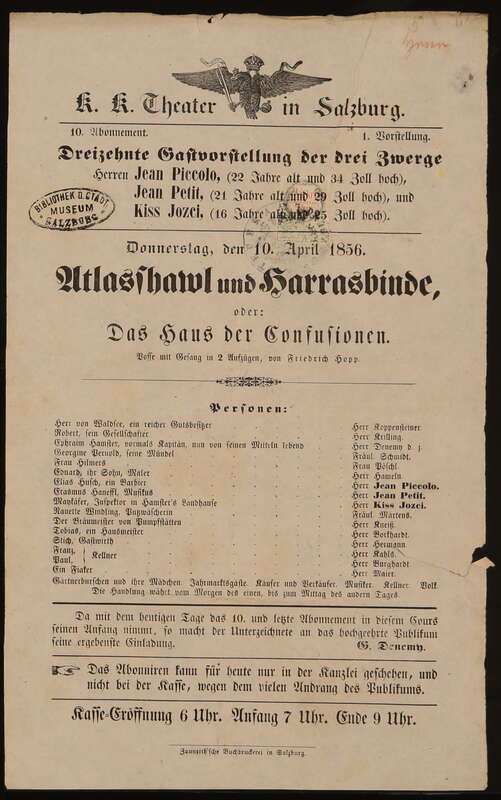 K. K. Theater in Salzburg.
10. Abonnement. 1. Vorstellung.
Dreizehnte Gastvorstellung der drei Zwerge
Herren Jean Piccolo, (22 Jahre alt und 34 Zoll hoch),
Jean Petit, (21 Jahre alt und 29 Zoll hoch), und
Kiss Jozci, (16 Jahre alt und 25 Zoll hoch).
BIBLIOTHEK D. STADT.
MUSEUM
SALZBURG
Donnerstag, den 10. April 1856.
Atlasshawl und Harrasbinde,
oder:
Das Haus der Confusionen.
Posse mit Gesang in 2 Aufzügen, von Friedrich Hopp.
Personen:
Herr von Waldsee, ein reicher Gutsbesitzer . . . . Herr Koppensteiner.
Robert, sein Gesellschafter . . . . Herr Krilling.
Ephraim Hamster, vormals Kapitän, nun von seinen Mitteln lebend . . . . Herr Denemy d. j.
Georgine Pernold, seine Mündel . . . . Fräul. Schmidt.
Frau Hilmers . . . . Frau Pöschl
Eduard, ihr Sohn, Maler . . . . Herr Hameln.
Elias Husch, ein Barbier . . . . Herr Jean Piccolo.
Erasmus Haneffl, Musikus . . . . Herr Jean Petit.
Maykäfer, Inspektor in Hamster's Landhause . . . . Herr Kiss Jozci.
Nanette Windling, Putzwascherin . . . . Fräul. Martens.
Der Bräumeister von Pumpfstätten . . . . Herr Kneiß.
Tobias, ein Hausmeister . . . . Herr Borkhardt.
Stich, Gastwirth . . . . Herr Hermann.
Franz, } Kellner . . . . Herr Kahls.
Paul, . . . . Herr Burghardt
Ein Fiaker . . . . Herr Maier.
Gärtnerburschen und ihre Mädchen. Jahrmarktsgäste. Käufer und Verkäufer. Musiker. Kellner. Volk
Die Handlung währt vom Morgen des einen, bis zum Mittag des andern Tages.
Da mit dem heutigen Tage das 10. und letzte Abonnement in diesem Cours
seinen Anfang nimmt, so macht der Unterzeichnete an das hochgeehrte Publikum
seine ergebenste Einladung. G. Denemy.
☞ Das Abonniren kann für heute nur in der Kanzlei geschehen, und
nicht bei der Kasse, wegen dem vielen Andrang des Publikums.
Kasse-Eröffnung 6 Uhr. Anfang 7 Uhr. Ende 9 Uhr.
Zaunrith'sche Buchdruckerei in Salzburg.